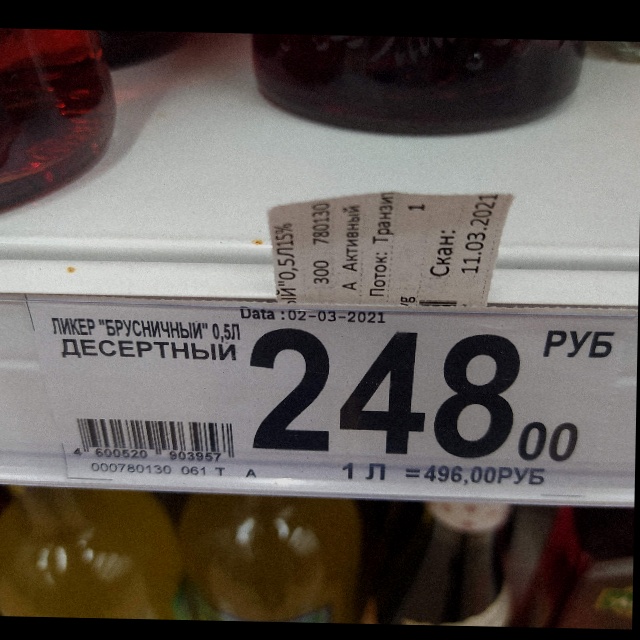 Й"0,5Л15%
300 780130
А Активный
Поток: Транзит
1
Скан:
11.03.2021
Data :02-03-2021
ЛИКЕР "БРУСНИЧНЫЙ" 0,5Л
ДЕСЕРТНЫЙ
248 00 РУБ
4 600520 903957
000780130 061 Т А
1 Л =496,00РУБ